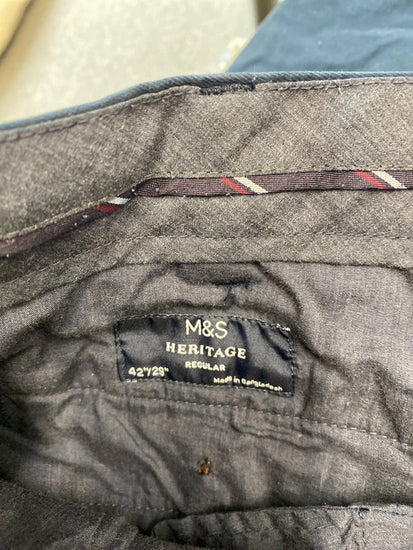 M&S
HERITAGE
REGULAR
42"/29"
Made in Bangladesh